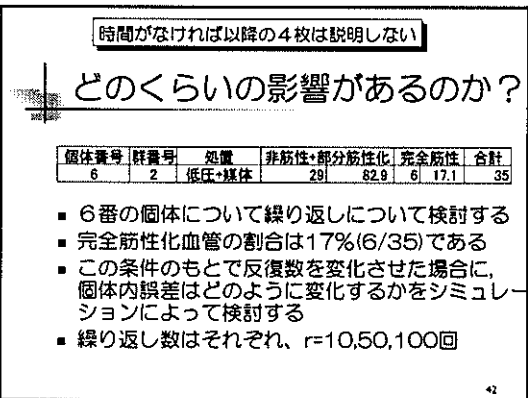 時間がなければ以降の4枚は説明しない
どのくらいの影響があるのか？
個体番号 群番号 処置 非筋性+部分筋性化 完全筋性 合計
6 2 低圧+媒体 29 82.9 6 17.1 35
▪ 6番の個体について繰り返しについて検討する
▪ 完全筋性化血管の割合は17%(6/35)である
▪ この条件のもとで反復数を変化させた場合に,
個体内誤差はどのように変化するかをシミュレー
ションによって検討する
▪ 繰り返し数はそれぞれ、r=10,50,100回
42